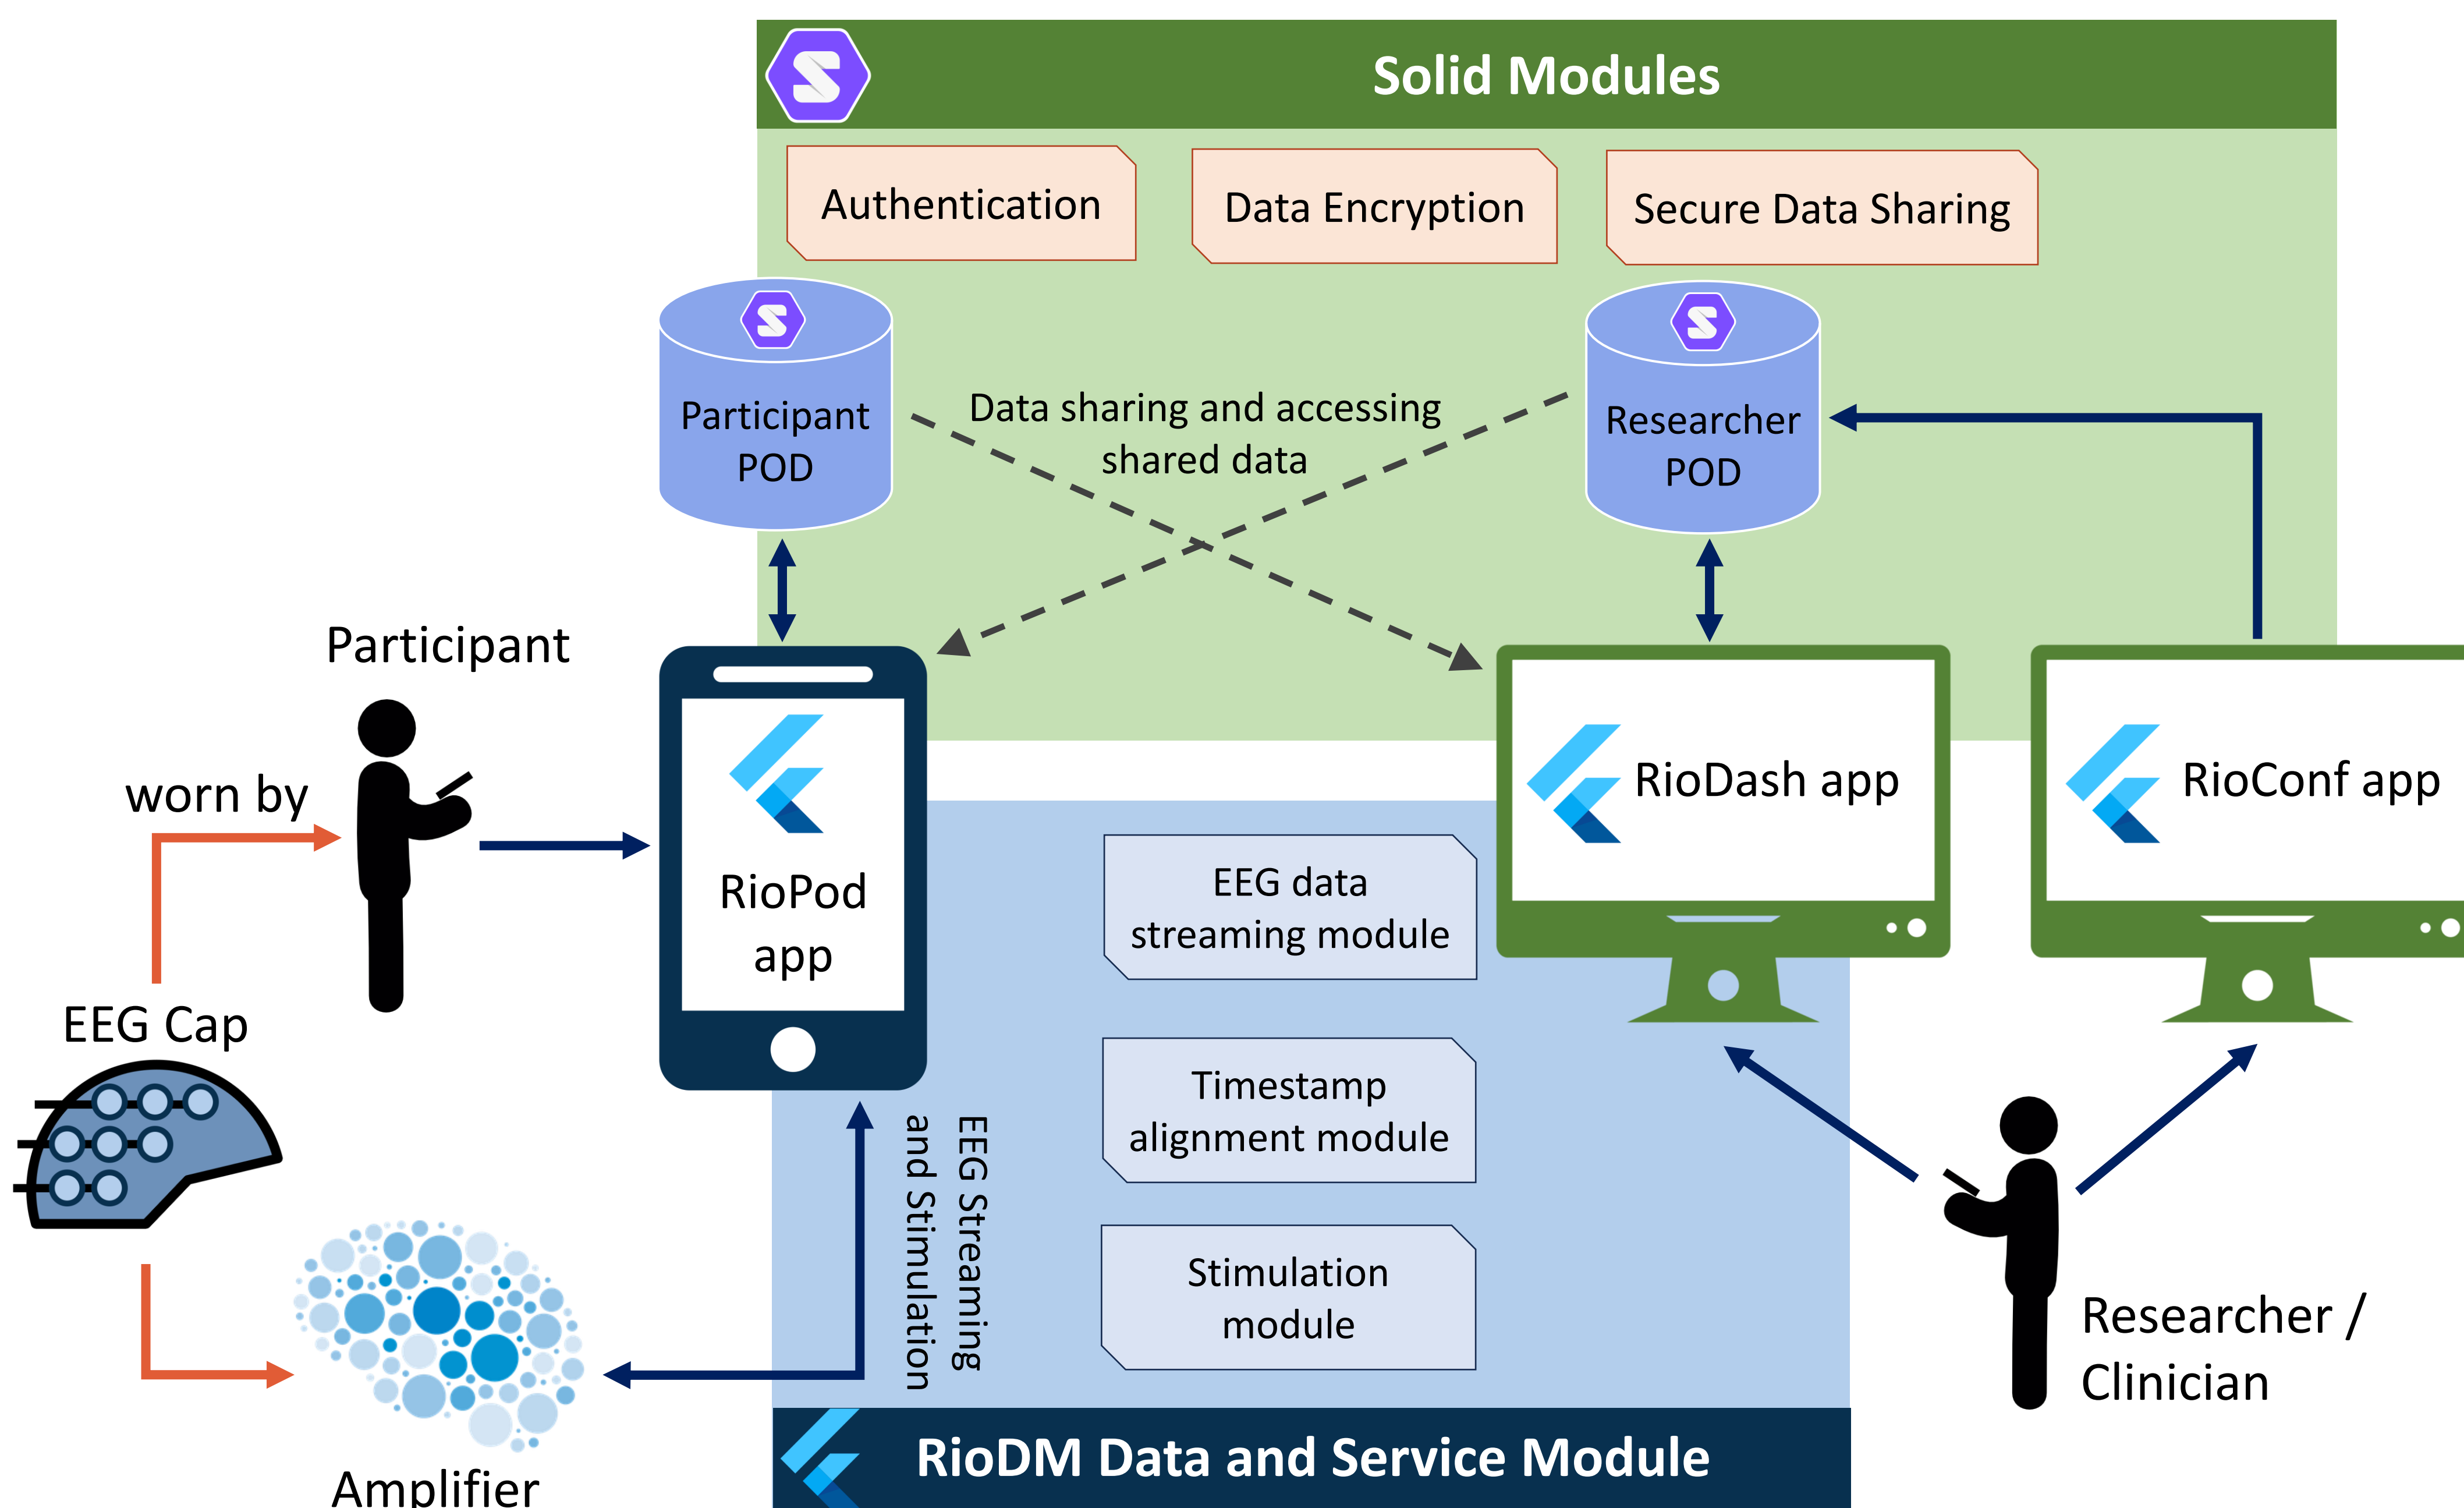 Solid Modules
Authentication
Data Encryption
Secure Data Sharing
Participant
POD
Data sharing and accessing
shared data
Researcher
POD
Participant
worn by
RioPod
app
RioDash app
RioConf app
EEG data
streaming module
EEG Cap
Timestamp
alignment module
EEG Streaming
and Stimulation
Stimulation
module
Researcher /
Clinician
Amplifier
RioDM Data and Service Module